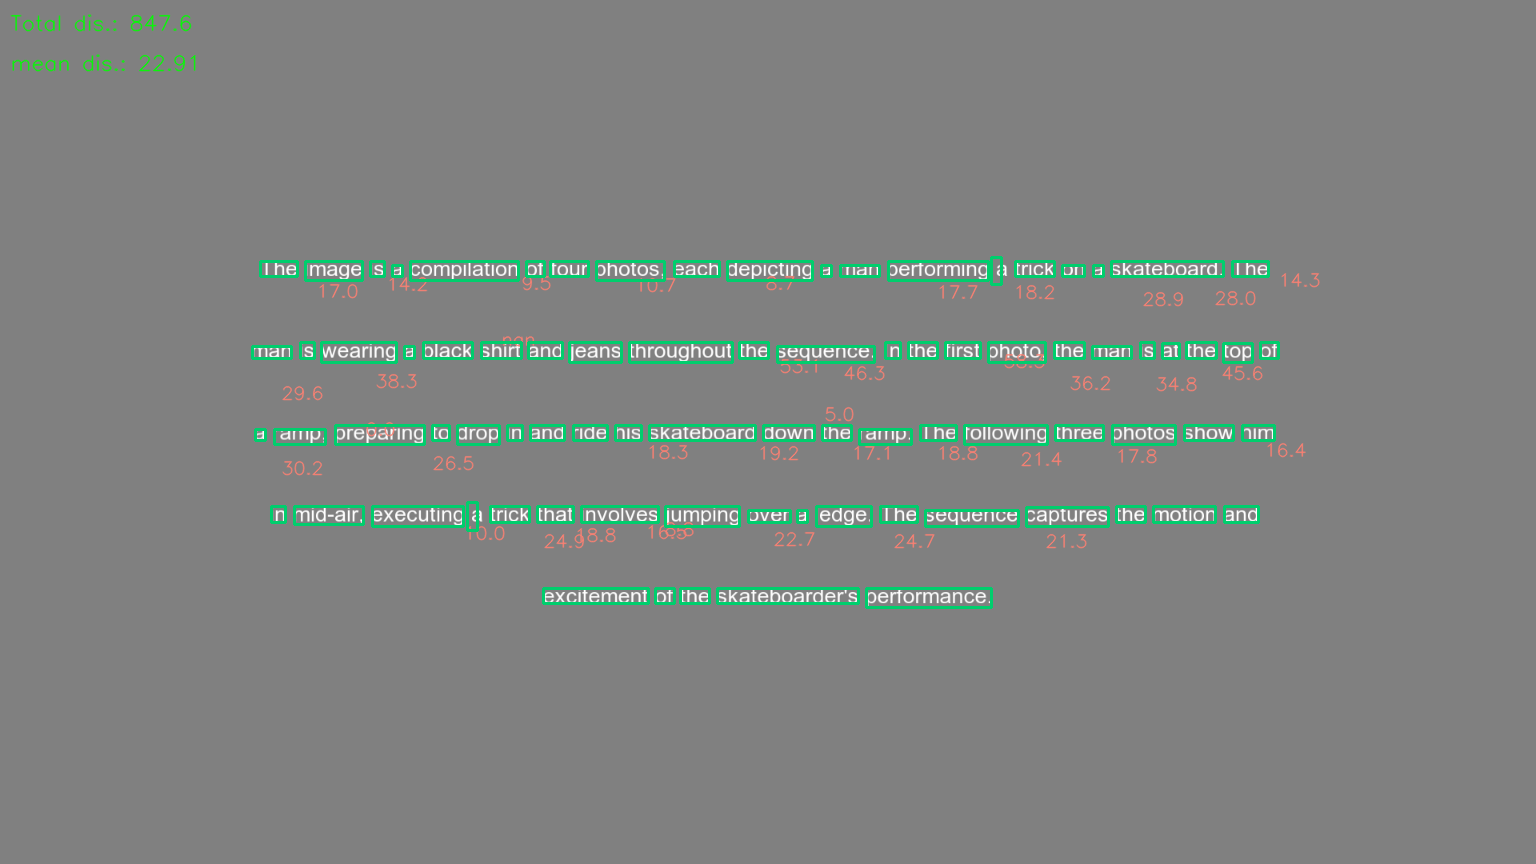 Total dis.: 847.6
mean dis.: 22.91
The image is a compilation of four photos, each depicting a man performing a trick on a skateboard. The
17.0 14.2 9.5 10.7 8.7 17.7 18.2 28.9 28.0 14.3
man is wearing a black shirt and jeans throughout the sequence. In the first photo, the man is at the top of
nan 53.1 46.3
29.6 38.3 36.2 34.8 45.6
5.0
a ramp, preparing to drop in and ride his skateboard down the ramp. The following three photos show him
30.2 26.5 18.3 19.2 17.1 18.8 21.4 17.8 16.4
in mid-air, executing a trick that involves jumping over a edge. The sequence captures the motion and
10.0 24.9 18.8 22.7 24.7 21.3
excitement of the skateboarder's performance.